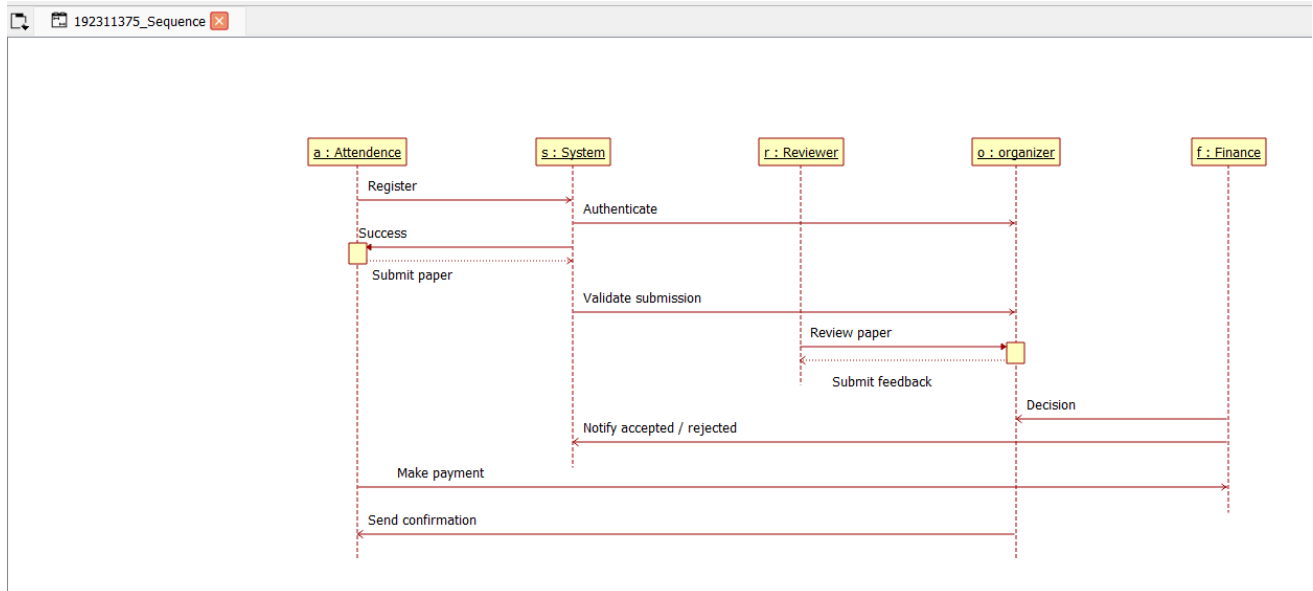 192311375_Sequence
a : Attendence
s : System
r : Reviewer
o : organizer
f : Finance
Register
Authenticate
Success
Submit paper
Validate submission
Review paper
Submit feedback
Decision
Notify accepted / rejected
Make payment
Send confirmation